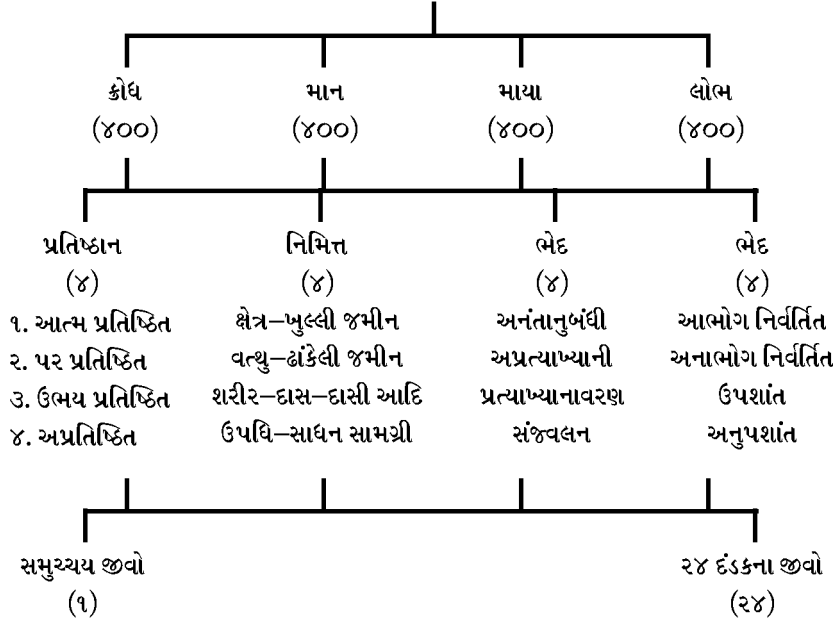 ક્રોધ માન માયા લોભ
(૪૦૦) (૪૦૦) (૪૦૦) (૪૦૦)
પ્રતિષ્ઠાન નિમિત્ત ભેદ ભેદ
(૪) (૪) (૪) (૪)
૧. આત્મ પ્રતિષ્ઠિત ક્ષેત્ર–ખુલ્લી જમીન અનંતાનુબંધી આભોગ નિર્વર્તિત
૨. પર પ્રતિષ્ઠિત વત્થુ–ઢાંકેલી જમીન અપ્રત્યાખ્યાની અનાભોગ નિર્વર્તિત
૩. ઉભય પ્રતિષ્ઠિત શરીર–દાસ–દાસી આદિ પ્રત્યાખ્યાનાવરણ ઉપશાંત
૪. અપ્રતિષ્ઠિત ઉપધિ–સાધન સામગ્રી સંજ્વલન અનુપશાંત
સમુચ્ચય જીવો ૨૪ દંડકના જીવો
(૧) (૨૪)